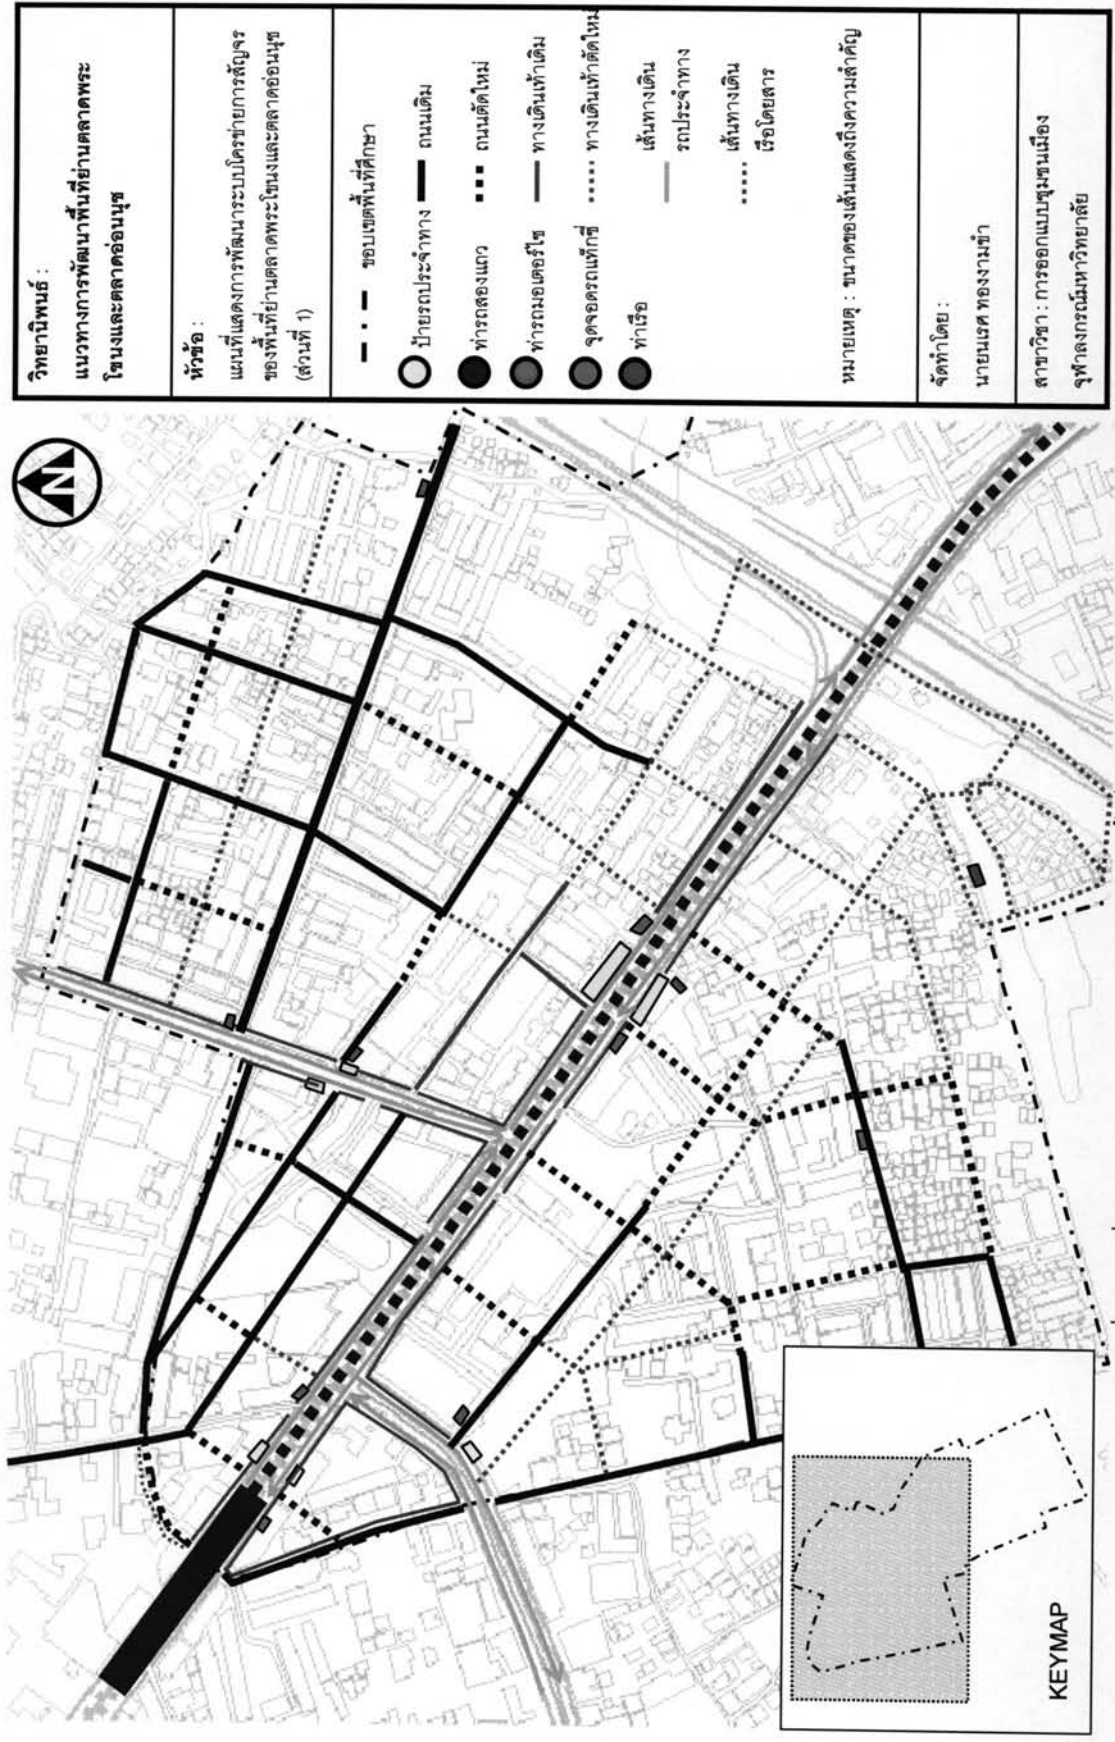 วิทยานิพนธ์ :
แนวทางการพัฒนาพื้นที่ย่านตลาดพระ
โขนงและตลาดอ่อนนุช
หัวข้อ :
แผนที่แสดงการพัฒนาระบบโครงข่ายการสัญจร
ของพื้นที่ย่านตลาดพระโขนงและตลาดอ่อนนุช
(ส่วนที่ 1)
ขอบเขตพื้นที่ศึกษา
ป้ายรถประจำทาง
ถนนเดิม
ท่ารถสองแถว
ถนนตัดใหม่
ท่ารถมอเตอร์ไซ
ทางเดินเท้าเดิม
จุดจอดรถแท็กซี่
ทางเดินเท้าตัดใหม่
ท่าเรือ
เส้นทางเดิน
รถประจำทาง
เส้นทางเดิน
เรือโดยสาร
หมายเหตุ : ขนาดของเส้นแสดงถึงความสำคัญ
จัดทำโดย :
นายนเรศ ทองงามขำ
สาขาวิชา : การออกแบบชุมชนเมือง
จุฬาลงกรณ์มหาวิทยาลัย
N
KEYMAP